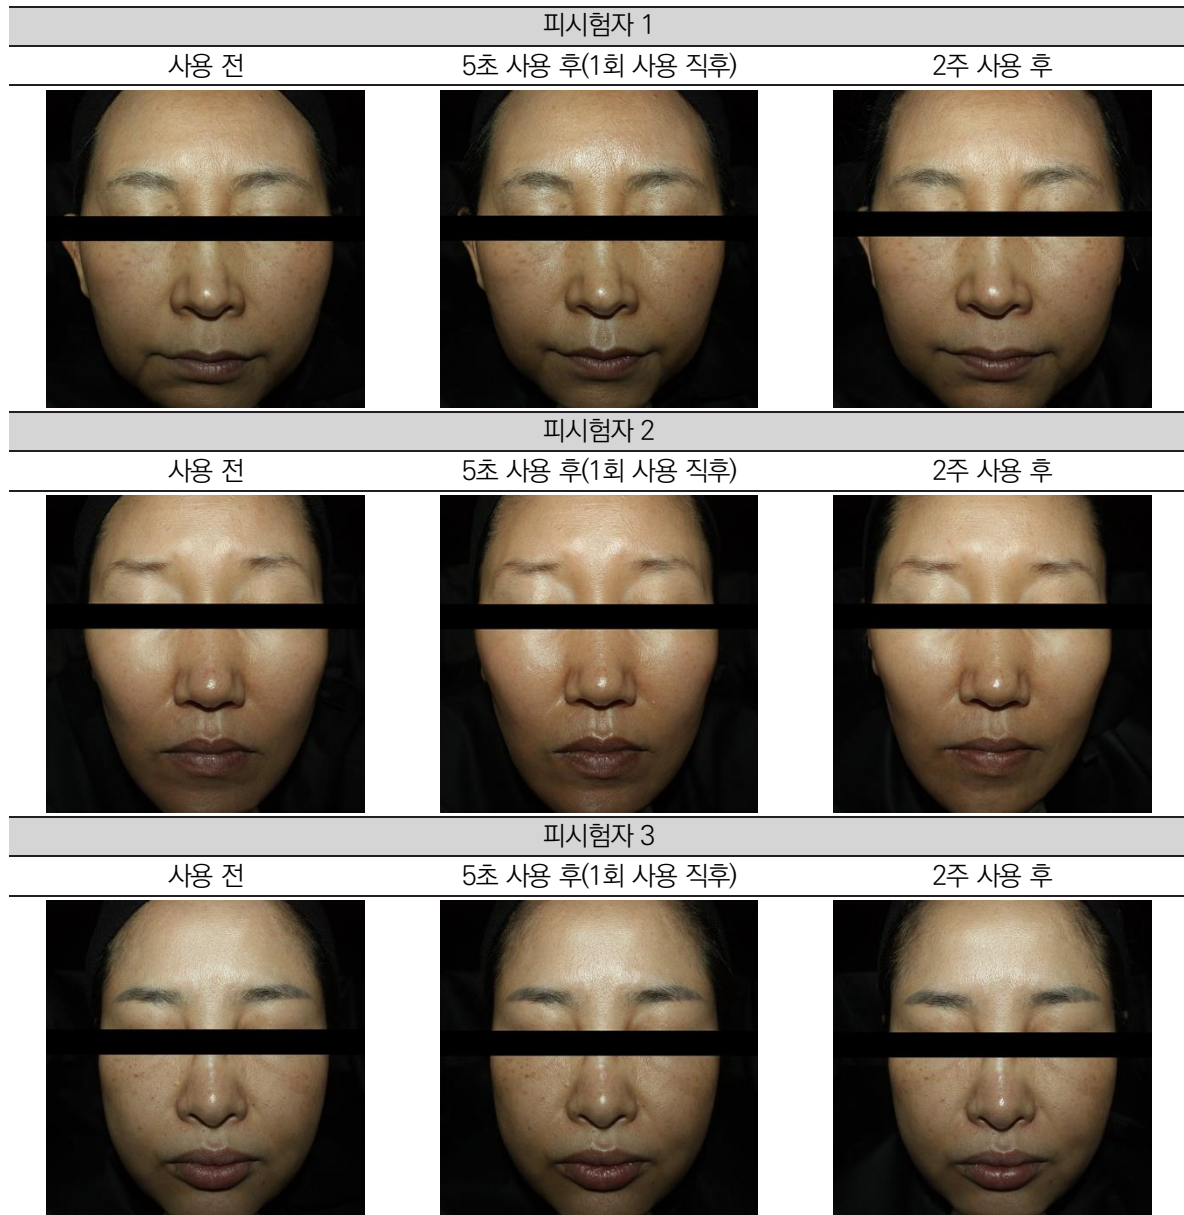 피시험자 1
사용 전 5초 사용 후(1회 사용 직후) 2주 사용 후
피시험자 2
사용 전 5초 사용 후(1회 사용 직후) 2주 사용 후
피시험자 3
사용 전 5초 사용 후(1회 사용 직후) 2주 사용 후